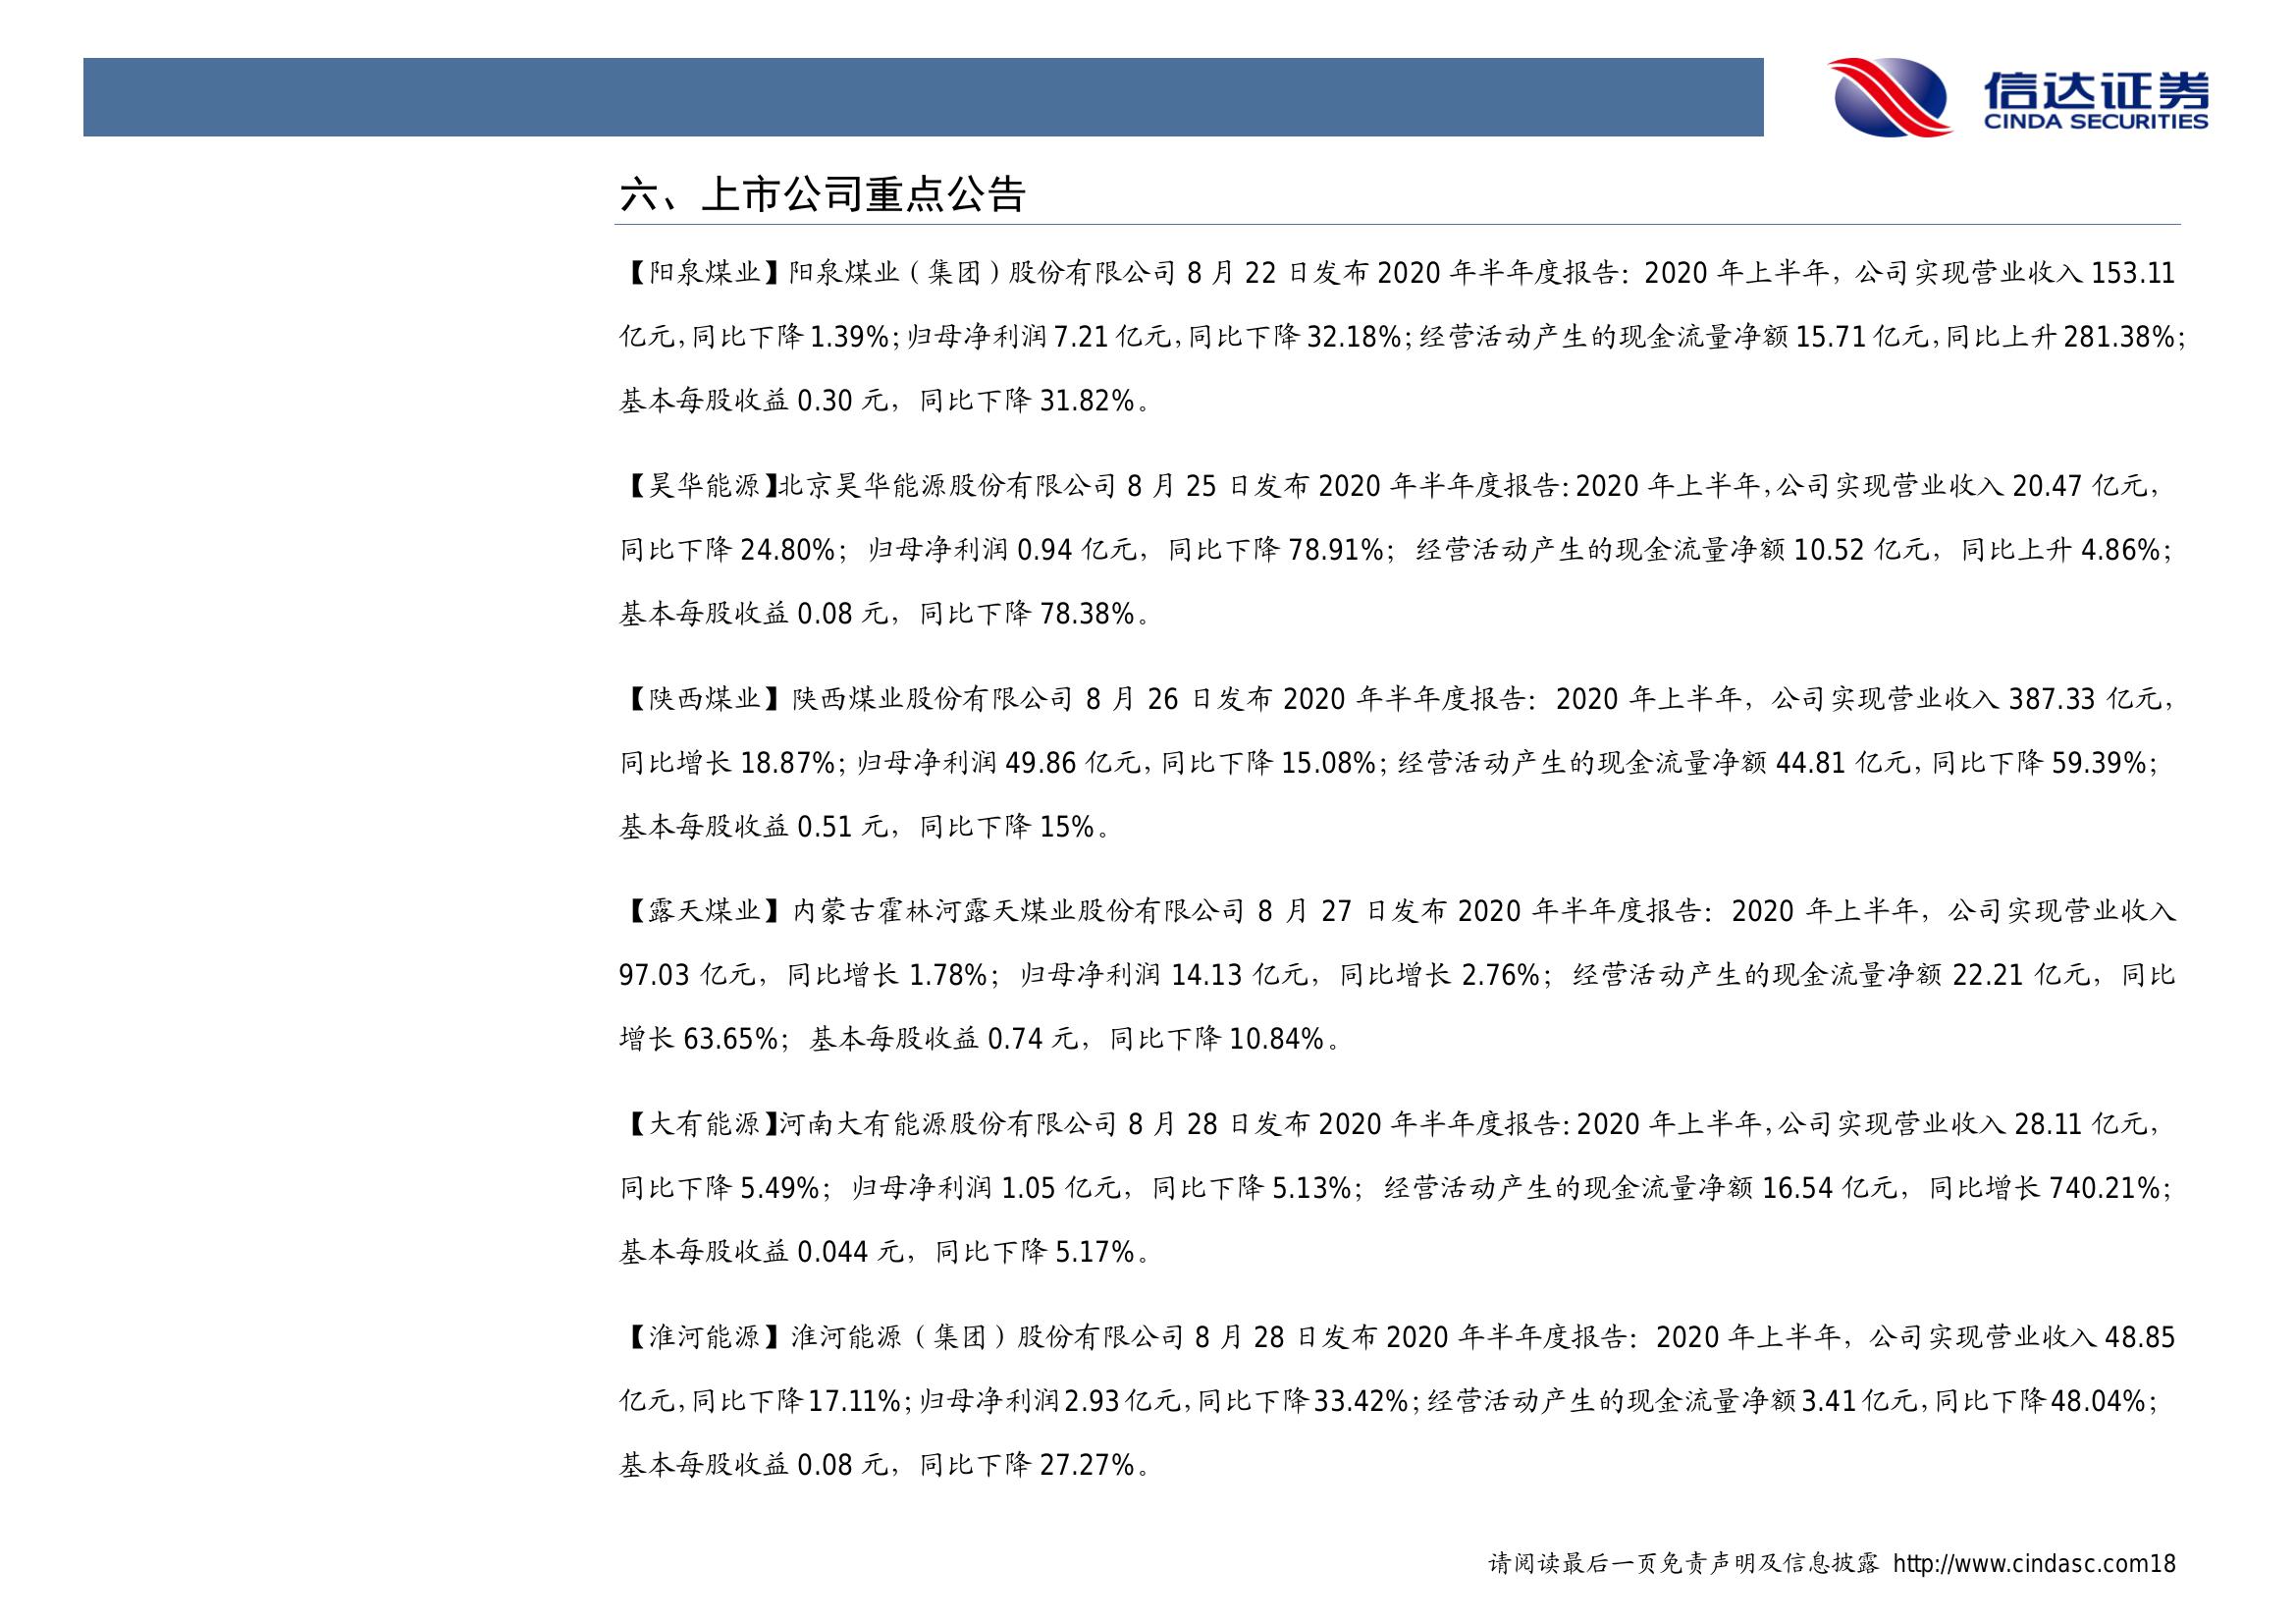 信达证券
CINDA SECURITIES
六、上市公司重点公告
【阳泉煤业】阳泉煤业（集团）股份有限公司 8 月 22 日发布 2020 年半年度报告：2020 年上半年，公司实现营业收入 153.11
亿元，同比下降 1.39%；归母净利润 7.21 亿元，同比下降 32.18%；经营活动产生的现金流量净额 15.71 亿元，同比上升 281.38%；
基本每股收益 0.30 元，同比下降 31.82%。
【昊华能源】北京昊华能源股份有限公司 8 月 25 日发布 2020 年半年度报告：2020 年上半年，公司实现营业收入 20.47 亿元，
同比下降 24.80%；归母净利润 0.94 亿元，同比下降 78.91%；经营活动产生的现金流量净额 10.52 亿元，同比上升 4.86%；
基本每股收益 0.08 元，同比下降 78.38%。
【陕西煤业】陕西煤业股份有限公司 8 月 26 日发布 2020 年半年度报告：2020 年上半年，公司实现营业收入 387.33 亿元，
同比增长 18.87%；归母净利润 49.86 亿元，同比下降 15.08%；经营活动产生的现金流量净额 44.81 亿元，同比下降 59.39%；
基本每股收益 0.51 元，同比下降 15%。
【露天煤业】内蒙古霍林河露天煤业股份有限公司 8 月 27 日发布 2020 年半年度报告：2020 年上半年，公司实现营业收入
97.03 亿元，同比增长 1.78%；归母净利润 14.13 亿元，同比增长 2.76%；经营活动产生的现金流量净额 22.21 亿元，同比
增长 63.65%；基本每股收益 0.74 元，同比下降 10.84%。
【大有能源】河南大有能源股份有限公司 8 月 28 日发布 2020 年半年度报告：2020 年上半年，公司实现营业收入 28.11 亿元，
同比下降 5.49%；归母净利润 1.05 亿元，同比下降 5.13%；经营活动产生的现金流量净额 16.54 亿元，同比增长 740.21%；
基本每股收益 0.044 元，同比下降 5.17%。
【淮河能源】淮河能源（集团）股份有限公司 8 月 28 日发布 2020 年半年度报告：2020 年上半年，公司实现营业收入 48.85
亿元，同比下降 17.11%；归母净利润 2.93 亿元，同比下降 33.42%；经营活动产生的现金流量净额 3.41 亿元，同比下降 48.04%；
基本每股收益 0.08 元，同比下降 27.27%。
请阅读最后一页免责声明及信息披露 http://www.cindasc.com18